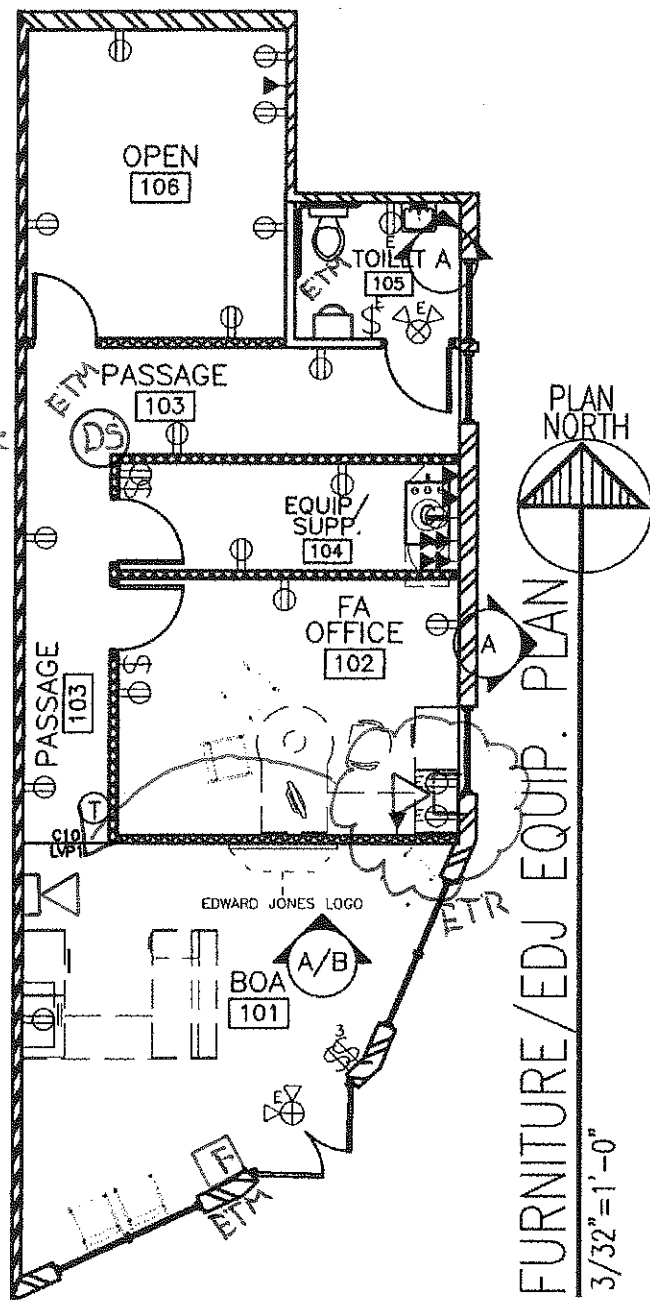 OPEN
106
E
TOILET A
105
ETM
$
E
PASSAGE
103
ETM
DS
$
EQUIP/
SUPP.
104
PLAN
NORTH
FA
OFFICE
102
A
$
PASSAGE
103
T
C10
LVP1
EDWARD JONES LOGO
ETR
A/B
BOA
101
3
$
E
F
ETM
FURNITURE/EDJ EQUIP. PLAN
3/32"=1'-0"